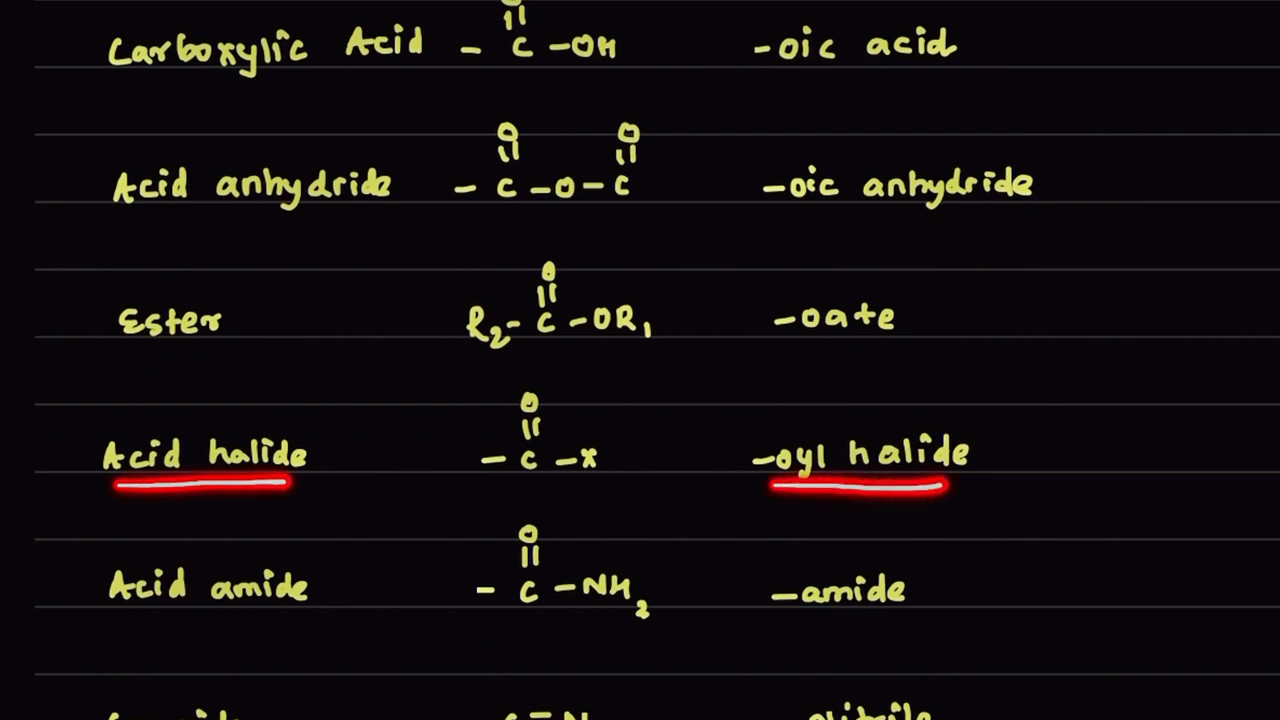 O
||
Carboxylic Acid - C -OH -oic acid
O O
|| ||
Acid anhydride - C -O- C -oic anhydride
O
||
Ester R2- C -OR1 -oate
O
||
Acid halide - C -x -oyl halide
O
||
Acid amide - C -NH2 -amide